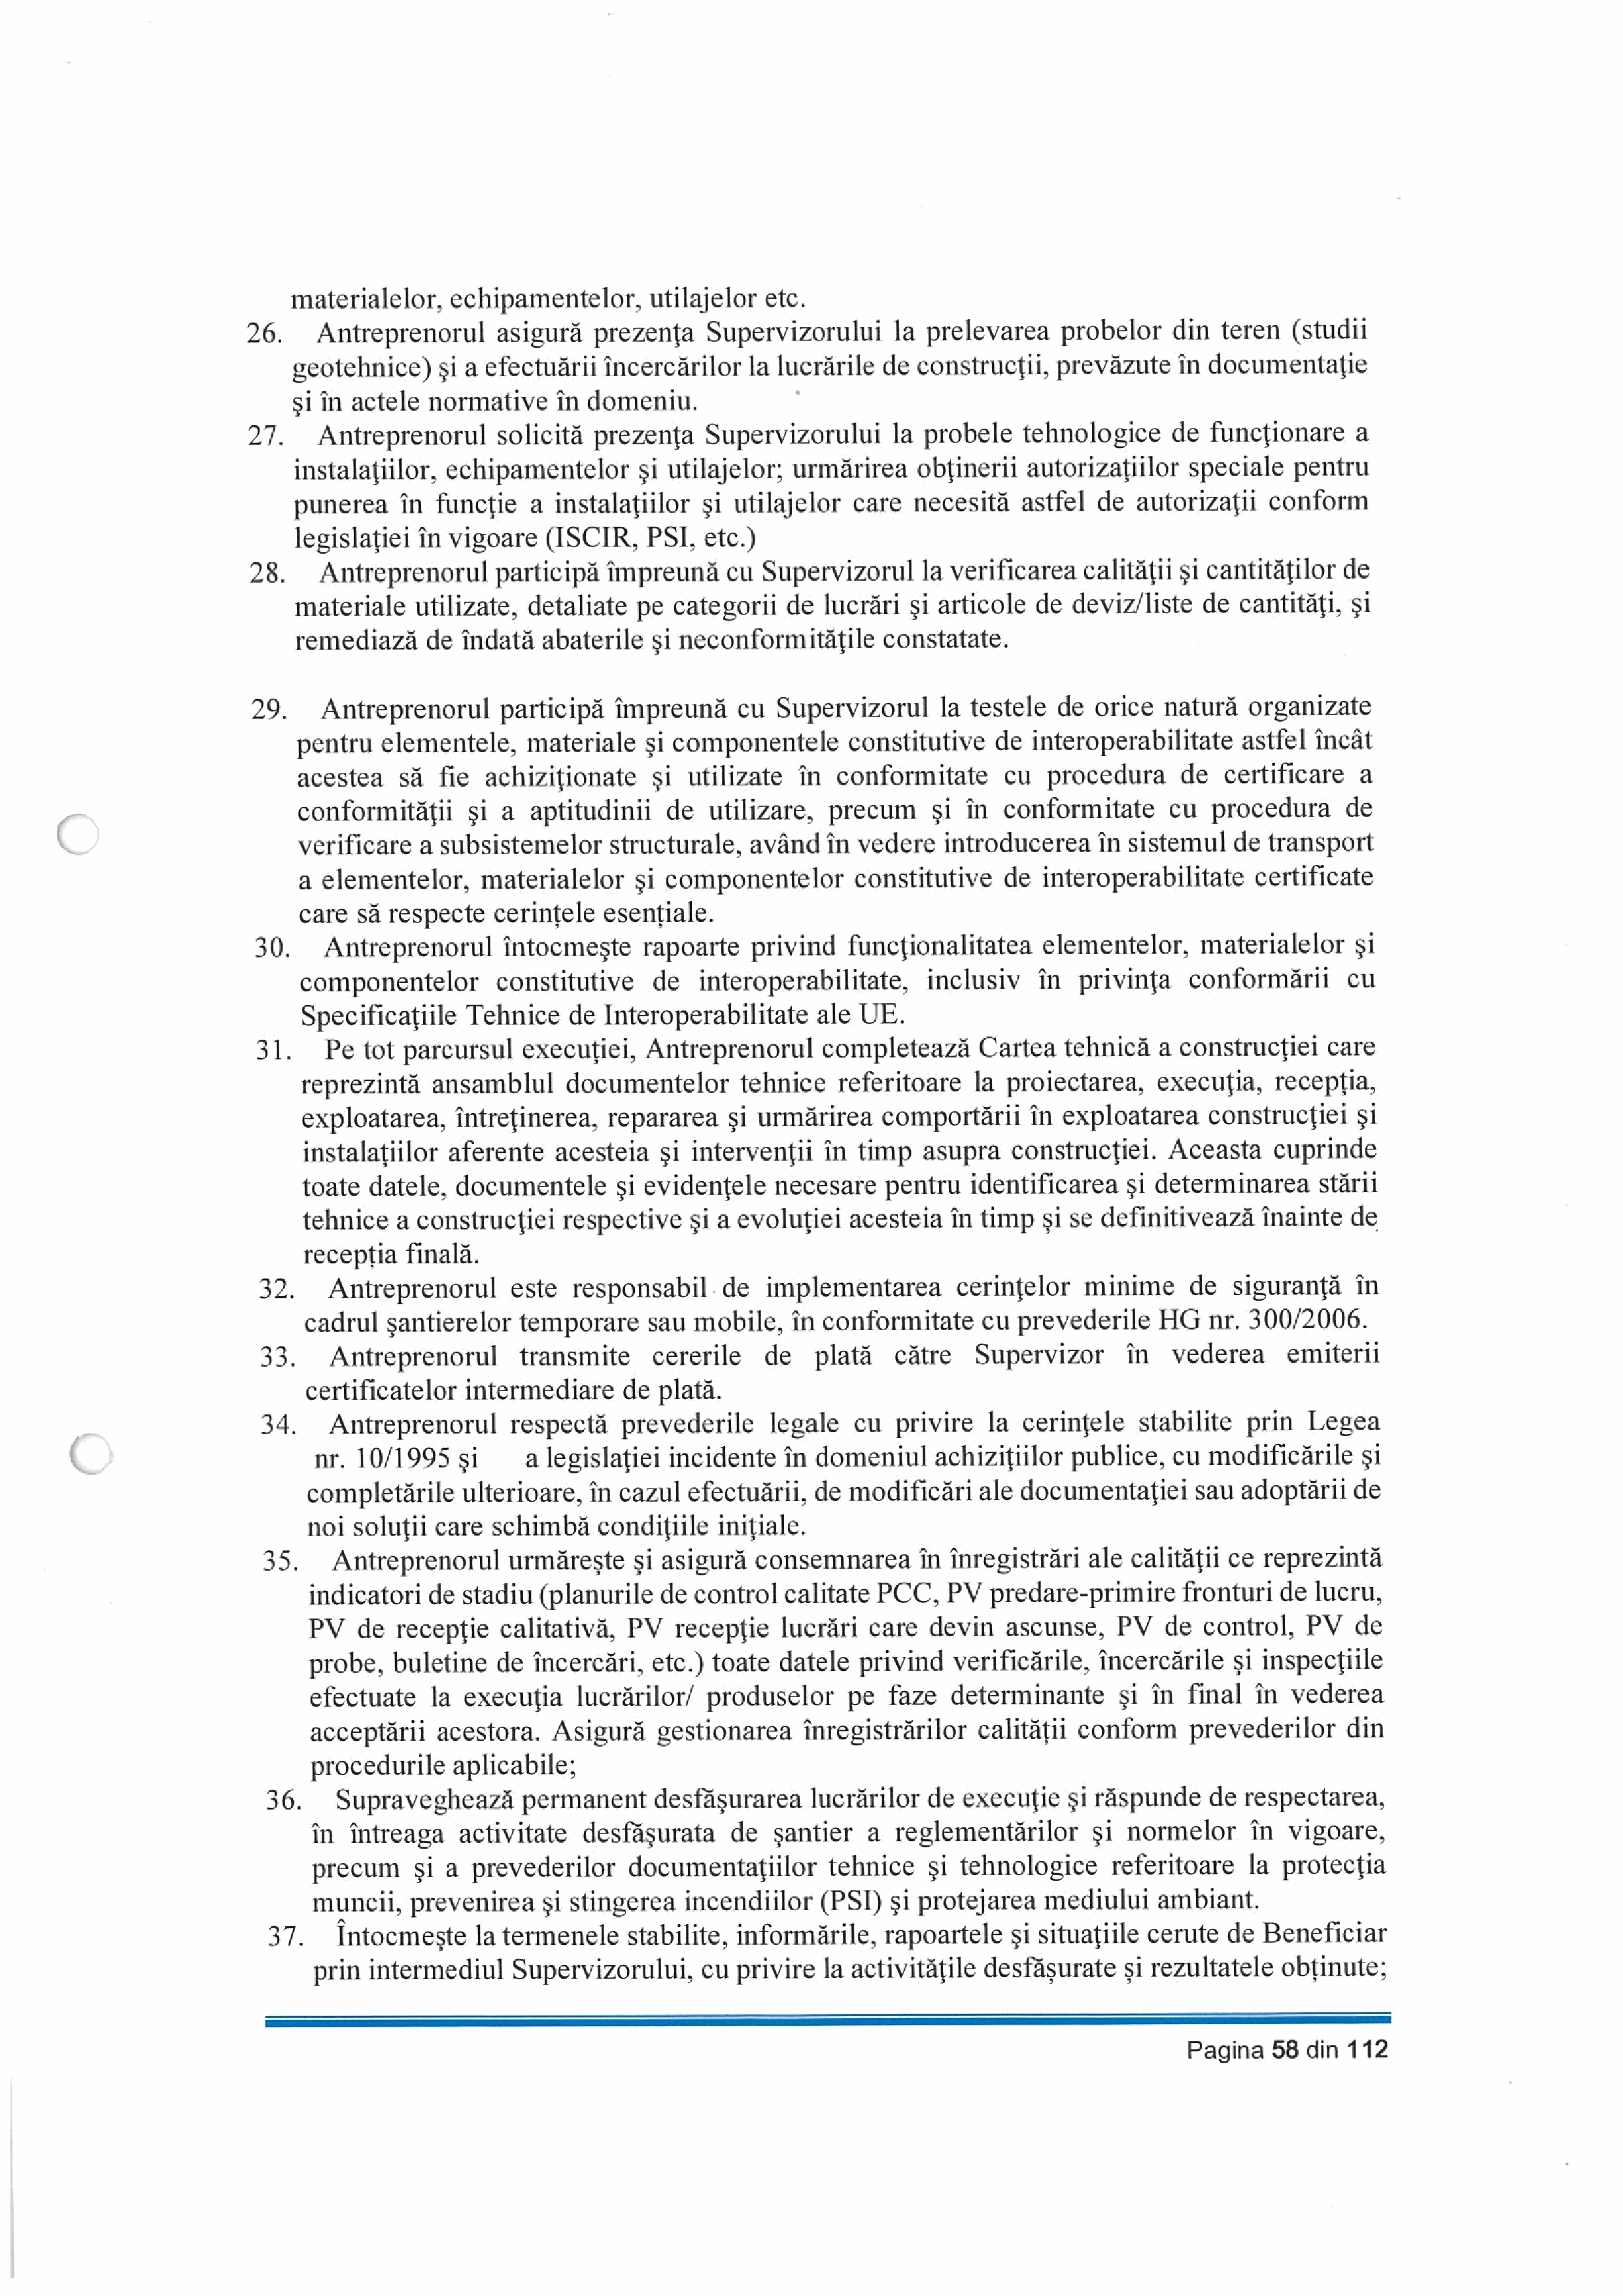 materialelor, echipamentelor, utilajelor etc.
26. Antreprenorul asigură prezenţa Supervizorului la prelevarea probelor din teren (studii
geotehnice) şi a efectuării încercărilor la lucrările de construcţii, prevăzute în documentaţie
şi în actele normative în domeniu.
27. Antreprenorul solicită prezenţa Supervizorului la probele tehnologice de funcţionare a
instalaţiilor, echipamentelor şi utilajelor; urmărirea obţinerii autorizaţiilor speciale pentru
punerea în funcţie a instalaţiilor şi utilajelor care necesită astfel de autorizaţii conform
legislaţiei în vigoare (ISCIR, PSI, etc.)
28. Antreprenorul participă împreună cu Supervizorul la verificarea calităţii şi cantităţilor de
materiale utilizate, detaliate pe categorii de lucrări şi articole de deviz/liste de cantităţi, şi
remediază de îndată abaterile şi neconformităţile constatate.
29. Antreprenorul participă împreună cu Supervizorul la testele de orice natură organizate
pentru elementele, materiale şi componentele constitutive de interoperabilitate astfel încât
acestea să fie achiziţionate şi utilizate în conformitate cu procedura de certificare a
conformităţii şi a aptitudinii de utilizare, precum şi în conformitate cu procedura de
verificare a subsistemelor structurale, având în vedere introducerea în sistemul de transport
a elementelor, materialelor şi componentelor constitutive de interoperabilitate certificate
care să respecte cerinţele esenţiale.
30. Antreprenorul întocmeşte rapoarte privind funcţionalitatea elementelor, materialelor şi
componentelor constitutive de interoperabilitate, inclusiv în privinţa conformării cu
Specificaţiile Tehnice de Interoperabilitate ale UE.
31. Pe tot parcursul execuţiei, Antreprenorul completează Cartea tehnică a construcţiei care
reprezintă ansamblul documentelor tehnice referitoare la proiectarea, execuţia, recepţia,
exploatarea, întreţinerea, repararea şi urmărirea comportării în exploatarea construcţiei şi
instalaţiilor aferente acesteia şi intervenţii în timp asupra construcţiei. Aceasta cuprinde
toate datele, documentele şi evidenţele necesare pentru identificarea şi determinarea stării
tehnice a construcţiei respective şi a evoluţiei acesteia în timp şi se definitivează înainte de
recepţia finală.
32. Antreprenorul este responsabil de implementarea cerinţelor minime de siguranţă în
cadrul şantierelor temporare sau mobile, în conformitate cu prevederile HG nr. 300/2006.
33. Antreprenorul transmite cererile de plată către Supervizor în vederea emiterii
certificatelor intermediare de plată.
34. Antreprenorul respectă prevederile legale cu privire la cerinţele stabilite prin Legea
nr. 10/1995 şi a legislaţiei incidente în domeniul achiziţiilor publice, cu modificările şi
completările ulterioare, în cazul efectuării, de modificări ale documentaţiei sau adoptării de
noi soluţii care schimbă condiţiile iniţiale.
35. Antreprenorul urmăreşte şi asigură consemnarea în înregistrări ale calităţii ce reprezintă
indicatori de stadiu (planurile de control calitate PCC, PV predare-primire fronturi de lucru,
PV de recepţie calitativă, PV recepţie lucrări care devin ascunse, PV de control, PV de
probe, buletine de încercări, etc.) toate datele privind verificările, încercările şi inspecţiile
efectuate la execuţia lucrărilor/ produselor pe faze determinante şi în final în vederea
acceptării acestora. Asigură gestionarea înregistrărilor calităţii conform prevederilor din
procedurile aplicabile;
36. Supraveghează permanent desfăşurarea lucrărilor de execuţie şi răspunde de respectarea,
în întreaga activitate desfăşurata de şantier a reglementărilor şi normelor în vigoare,
precum şi a prevederilor documentaţiilor tehnice şi tehnologice referitoare la protecţia
muncii, prevenirea şi stingerea incendiilor (PSI) şi protejarea mediului ambiant.
37. Întocmeşte la termenele stabilite, informările, rapoartele şi situaţiile cerute de Beneficiar
prin intermediul Supervizorului, cu privire la activităţile desfăşurate şi rezultatele obţinute;
Pagina 58 din 112